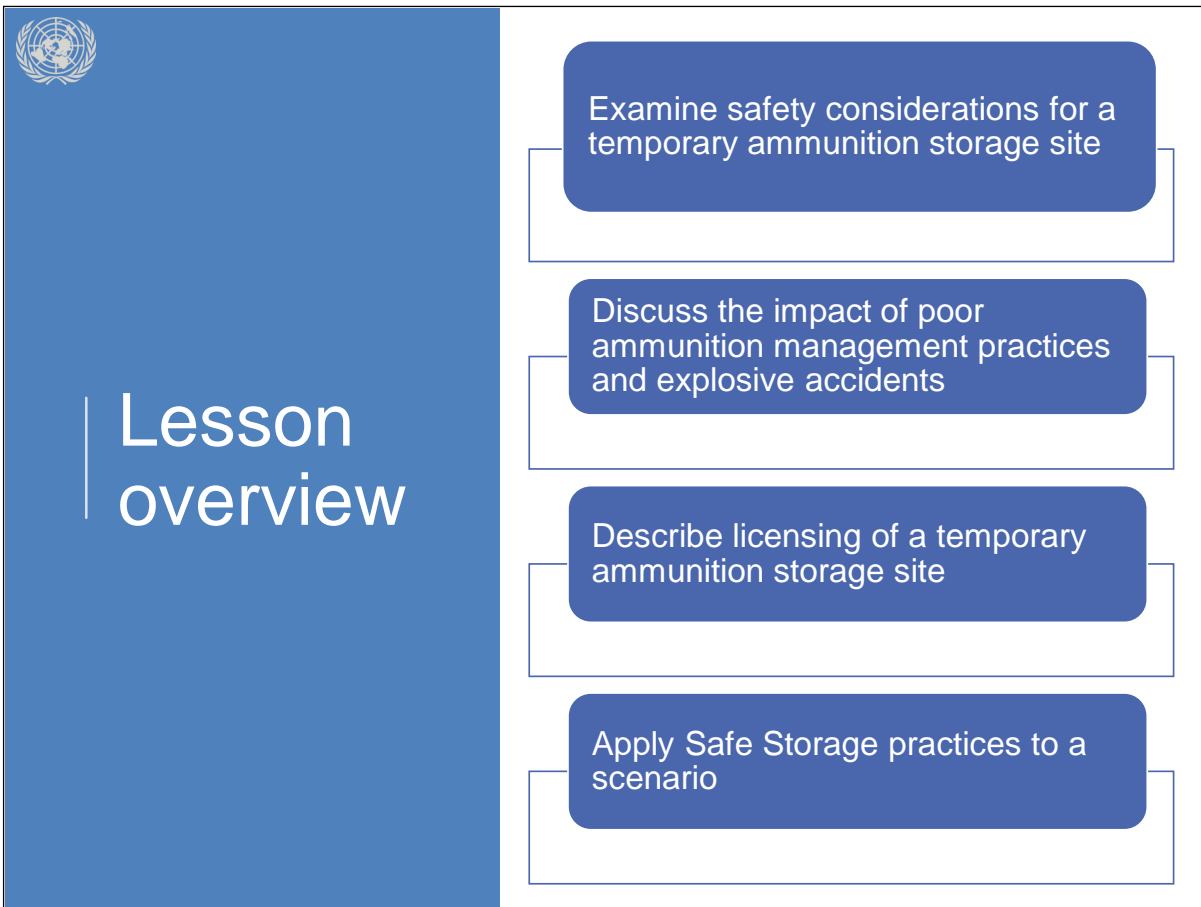 Lesson
overview
Examine safety considerations for a
temporary ammunition storage site
Discuss the impact of poor
ammunition management practices
and explosive accidents
Describe licensing of a temporary
ammunition storage site
Apply Safe Storage practices to a
scenario